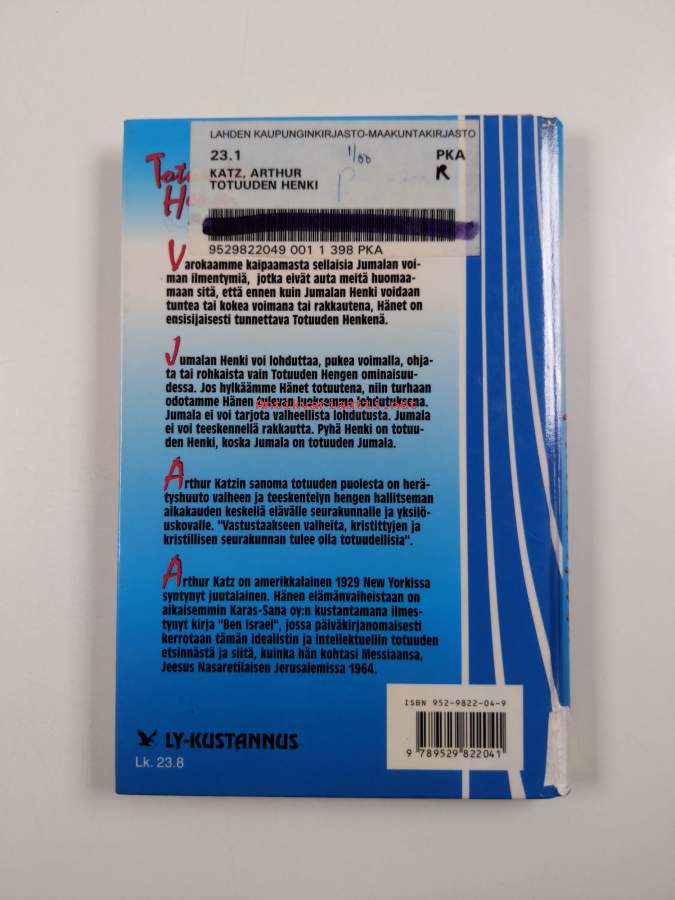 LAHDEN KAUPUNGINKIRJASTO-MAAKUNTAKIRJASTO
23.1 1/00 PKA
KATZ, ARTHUR R
TOTUUDEN HENKI
9529822049 001 1 398 PKA
Varokaamme kaipaamasta sellaisia Jumalan voi-
man ilmentymiä, jotka eivät auta meitä huomaa-
maan sitä, että ennen kuin Jumalan Henki voidaan
tuntea tai kokea voimana tai rakkautena, Hänet on
ensisijaisesti tunnettava Totuuden Henkenä.
Jumalan Henki voi lohduttaa, pukea voimalla, ohja-
ta tai rohkaista vain Totuuden Hengen ominaisuu-
dessa. Jos hylkäämme Hänet totuutena, niin turhaan
odotamme Hänen
Antikvariaatti.net
Jumala ei voi tarjota valheellista lohdutusta. Jumala
ei voi teeskennellä rakkautta. Pyhä Henki on totuu-
den Henki, koska Jumala on totuuden Jumala.
Arthur Katzin sanoma totuuden puolesta on herä-
tyshuuto valheen ja teeskentelyn hengen hallitseman
aikakauden keskellä elävälle seurakunnalle ja yksilö-
uskovalle. "Vastustaakseen valheita, kristittyjen ja
kristillisen seurakunnan tulee olla totuudellisia".
Arthur Katz on amerikkalainen 1929 New Yorkissa
syntynyt juutalainen. Hänen elämänvaiheistaan on
aikaisemmin Karas-Sana oy:n kustantamana ilmes-
tynyt kirja "Ben Israel", jossa päiväkirjanomaisesti
kerrotaan tämän idealistin ja intellektuellin totuuden
etsinnästä ja siitä, kuinka hän kohtasi Messiaansa,
Jeesus Nasaretilaisen Jerusalemissa 1964.
ISBN 952-9822-04-9
9 789529 822041
LY-KUSTANNUS
Lk. 23.8